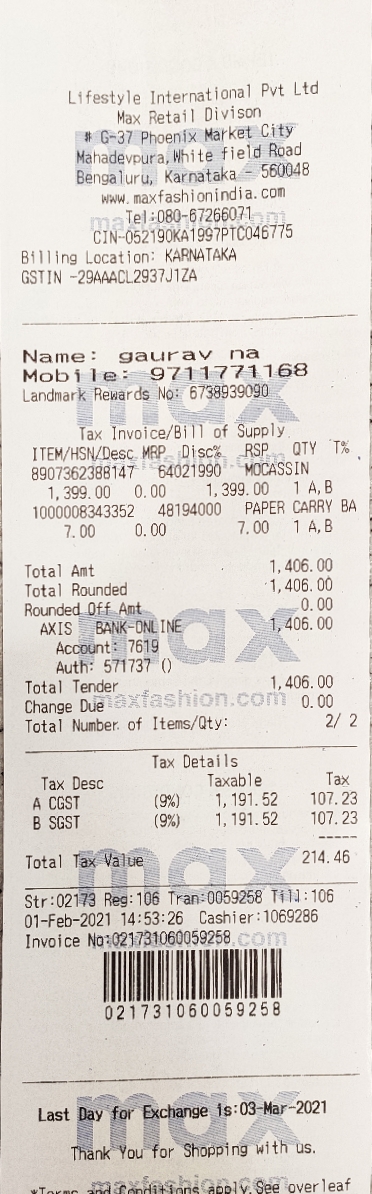 Lifestyle International Pvt Ltd
Max Retail Divison
# G-37 Phoenix Market City
Mahadevpura,White field Road
Bengaluru, Karnataka - 560048
www.maxfashionindia.com
Tel:080-67266071
CIN-052190KA1997PTC046775
Billing Location: KARNATAKA
GSTIN -29AAACL2937J1ZA
Name: gaurav na
Mobile: 9711771168
Landmark Rewards No: 6738939090
Tax Invoice/Bill of Supply
ITEM/HSN/Desc MRP Disc% RSP QTY T%
8907362388147 64021990 MOCASSIN
1,399.00 0.00 1,399.00 1 A,B
1000008343352 48194000 PAPER CARRY BA
7.00 0.00 7.00 1 A,B
Total Amt 1,406.00
Total Rounded 1,406.00
Rounded Off Amt 0.00
AXIS BANK-ONLINE 1,406.00
Account: 7619
Auth: 571737 ()
Total Tender 1,406.00
Change Due 0.00
Total Number of Items/Qty: 2/ 2
Tax Details
Tax Desc Taxable Tax
A CGST (9%) 1,191.52 107.23
B SGST (9%) 1,191.52 107.23
-----
Total Tax Value 214.46
Str:02173 Reg:106 Tran:0059258 Till:106
01-Feb-2021 14:53:26 Cashier:1069286
Invoice No:021731060059258
021731060059258
Last Day for Exchange is:03-Mar-2021
Thank You for Shopping with us.
*Terms and Conditions apply.See overleaf